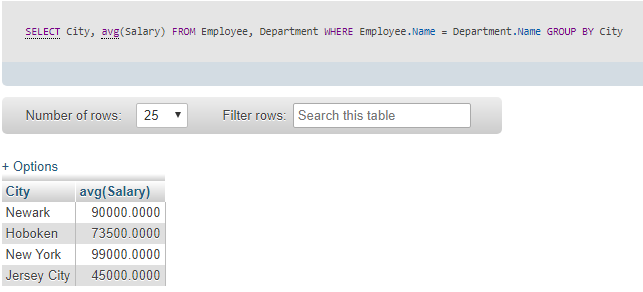 SELECT City, avg(Salary) FROM Employee, Department WHERE Employee.Name = Department.Name GROUP BY City
Number of rows: 25 ▼ Filter rows: Search this table
+ Options
City avg(Salary)
Newark 90000.0000
Hoboken 73500.0000
New York 99000.0000
Jersey City 45000.0000